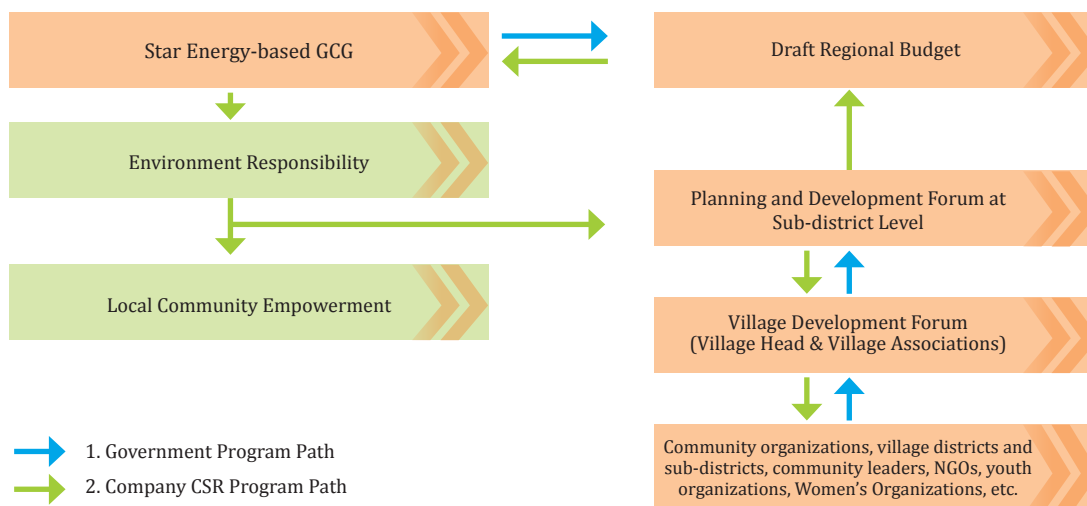 Star Energy-based GCG
Draft Regional Budget
Environment Responsibility
Planning and Development Forum at
Sub-district Level
Local Community Empowerment
Village Development Forum
(Village Head & Village Associations)
1. Government Program Path
2. Company CSR Program Path
Community organizations, village districts and
sub-districts, community leaders, NGOs, youth
organizations, Women’s Organizations, etc.